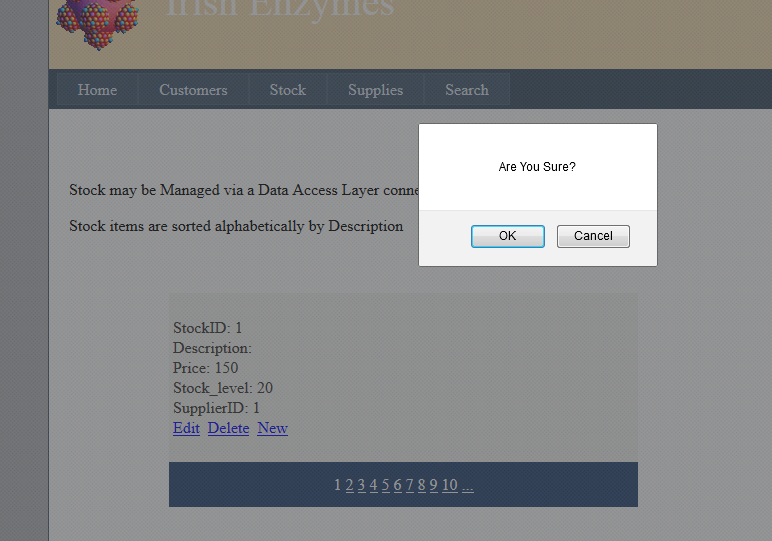 Irish Enzymes
Home Customers Stock Supplies Search
Are You Sure?
OK Cancel
Stock may be Managed via a Data Access Layer
Stock items are sorted alphabetically by Description
StockID: 1
Description:
Price: 150
Stock_level: 20
SupplierID: 1
Edit Delete New
1 2 3 4 5 6 7 8 9 10 ...